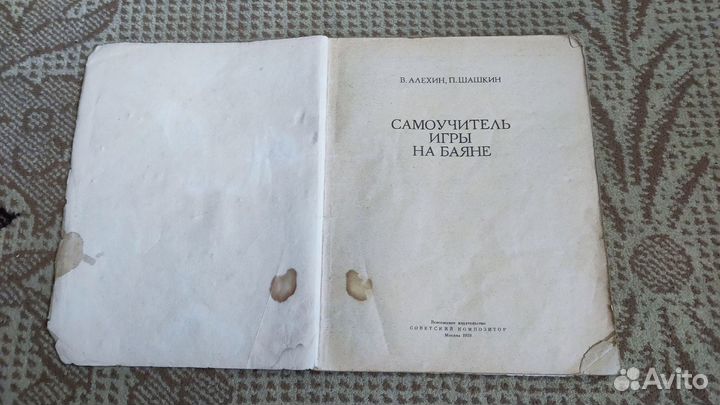 В. АЛЕХИН, П. ШАШКИН
САМОУЧИТЕЛЬ
ИГРЫ
НА БАЯНЕ
Всесоюзное издательство
СОВЕТСКИЙ КОМПОЗИТОР
Москва
Avito